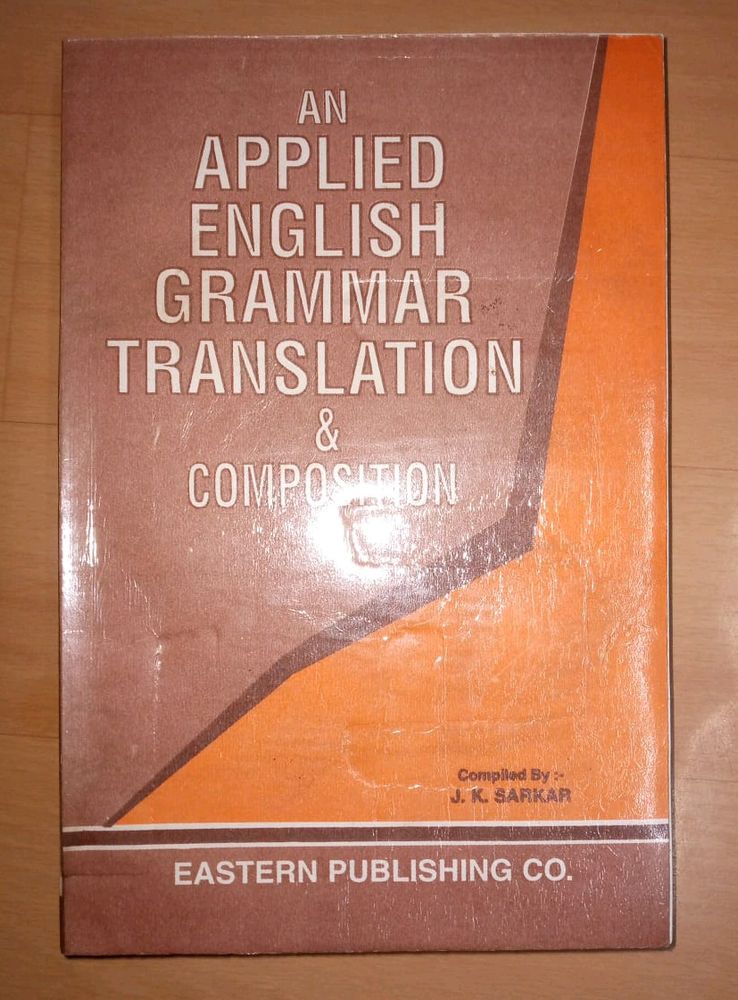 AN
APPLIED
ENGLISH
GRAMMAR
TRANSLATION
&
COMPOSITION
Compiled By :-
J. K. SARKAR
EASTERN PUBLISHING CO.